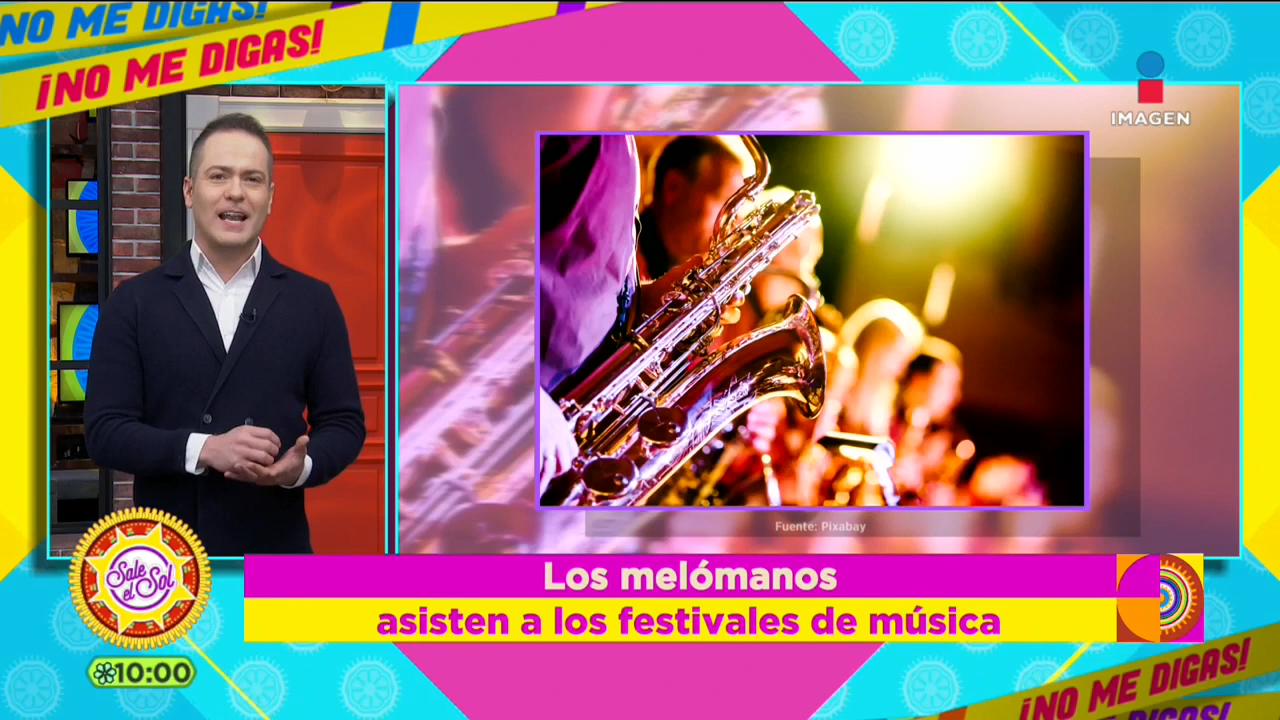 ¡NO ME DIGAS!
¡NO ME DIGAS!
IMAGEN
Fuente: Pixabay
Los melómanos
asisten a los festivales de música
Sale
el Sol
10:00
¡NO ME DIGAS!
DIGAS!